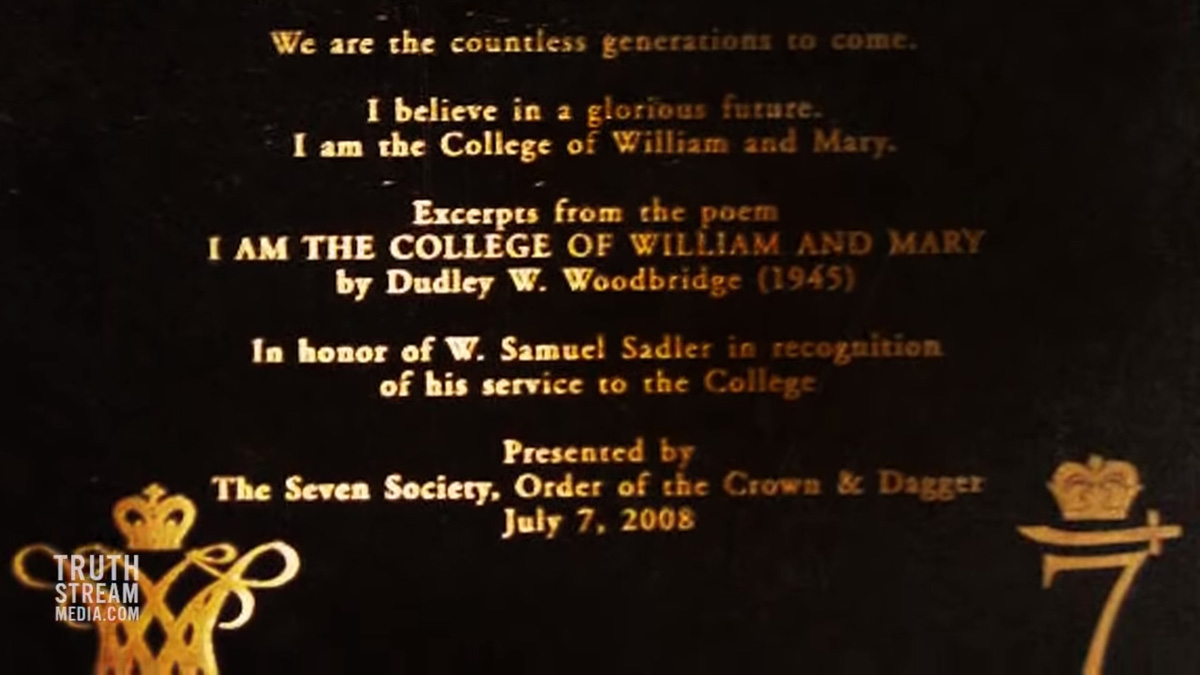 We are the countless generations to come.
I believe in a glorious future.
I am the College of William and Mary.
Excerpts from the poem
I AM THE COLLEGE OF WILLIAM AND MARY
by Dudley W. Woodbridge (1945)
In honor of W. Samuel Sadler in recognition
of his service to the College
Presented by
The Seven Society, Order of the Crown & Dagger
July 7, 2008
7
TRUTH
STREAM
MEDIA.COM